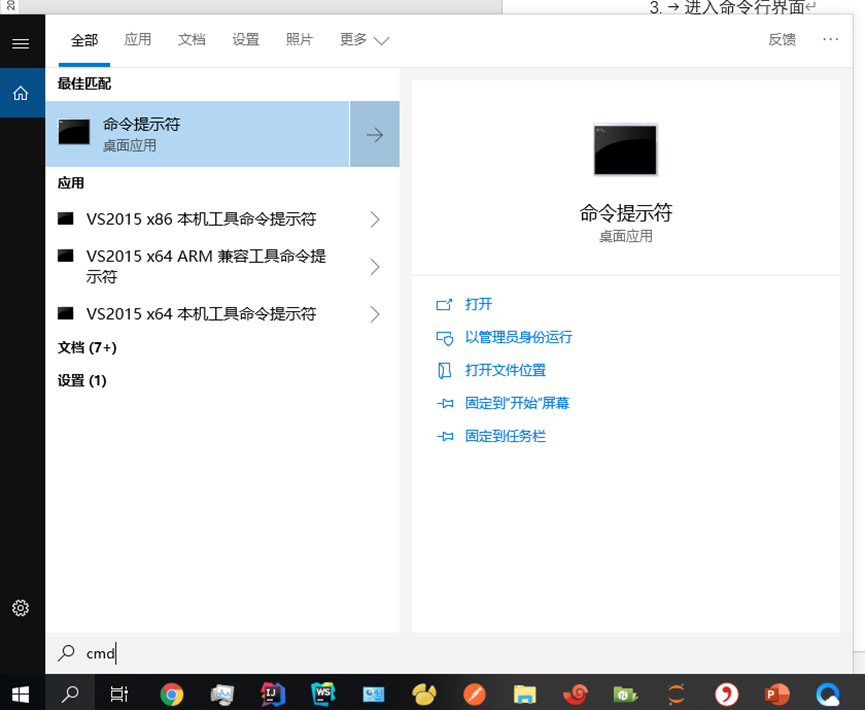 20
3. → 进入命令行界面↵
全部 应用 文档 设置 照片 更多 反馈 ···
最佳匹配
命令提示符
桌面应用
应用
VS2015 x86 本机工具命令提示符
VS2015 x64 ARM 兼容工具命令提
示符
VS2015 x64 本机工具命令提示符
文档 (7+)
设置 (1)
命令提示符
桌面应用
打开
以管理员身份运行
打开文件位置
固定到"开始"屏幕
固定到任务栏
cmd
IJ
WS
P